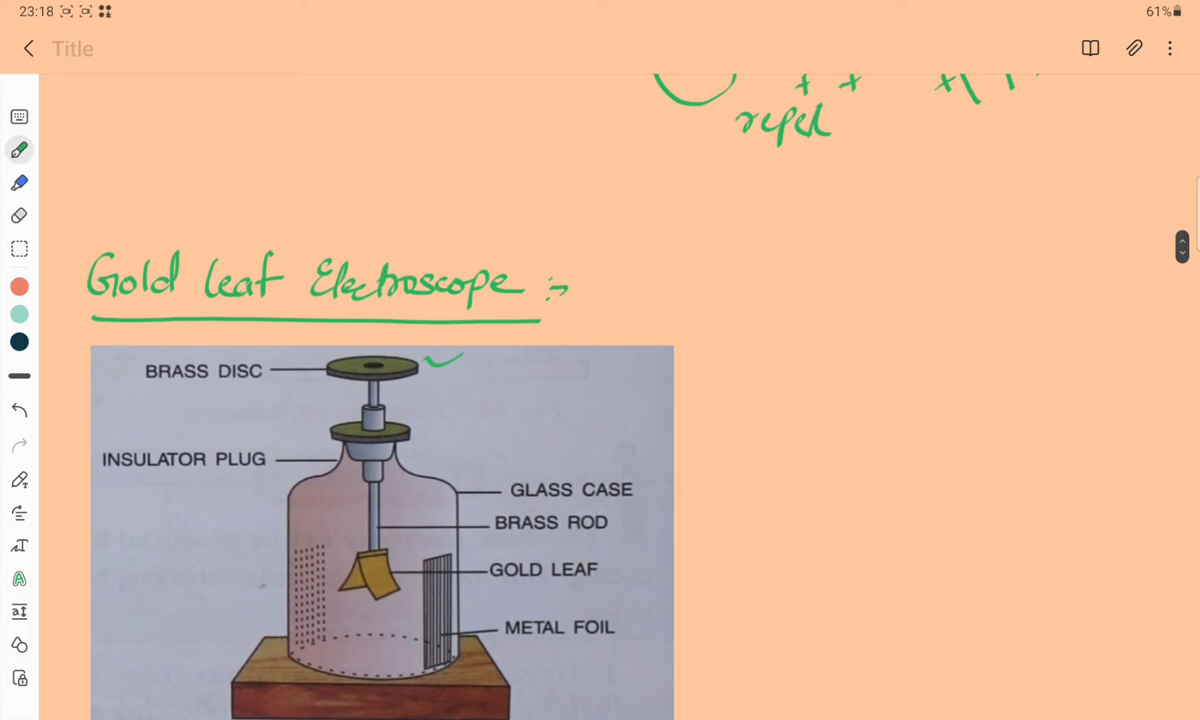 23:18
61%
Title
repel
Gold Leaf Electroscope :-
BRASS DISC
INSULATOR PLUG
GLASS CASE
BRASS ROD
GOLD LEAF
METAL FOIL